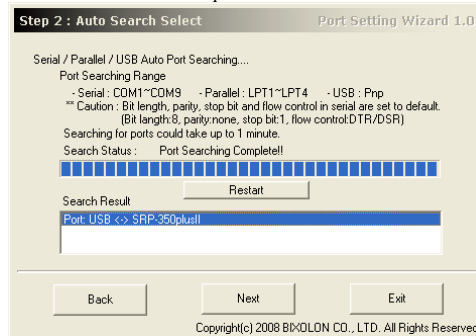 Step 2 : Auto Search Select
Port Setting Wizard 1.0
Serial / Parallel / USB Auto Port Searching....
Port Searching Range
- Serial : COM1~COM9 - Parallel : LPT1~LPT4 - USB : Pnp
** Caution : Bit length, parity, stop bit and flow control in serial are set to default.
(Bit length:8, parity:none, stop bit:1, flow control:DTR/DSR)
Searching for ports could take up to 1 minute.
Search Status : Port Searching Complete!!
Restart
Search Result
Port: USB <-> SRP-350plusII
Back Next Exit
Copyright(c) 2008 BIXOLON CO., LTD. All Rights Reserved